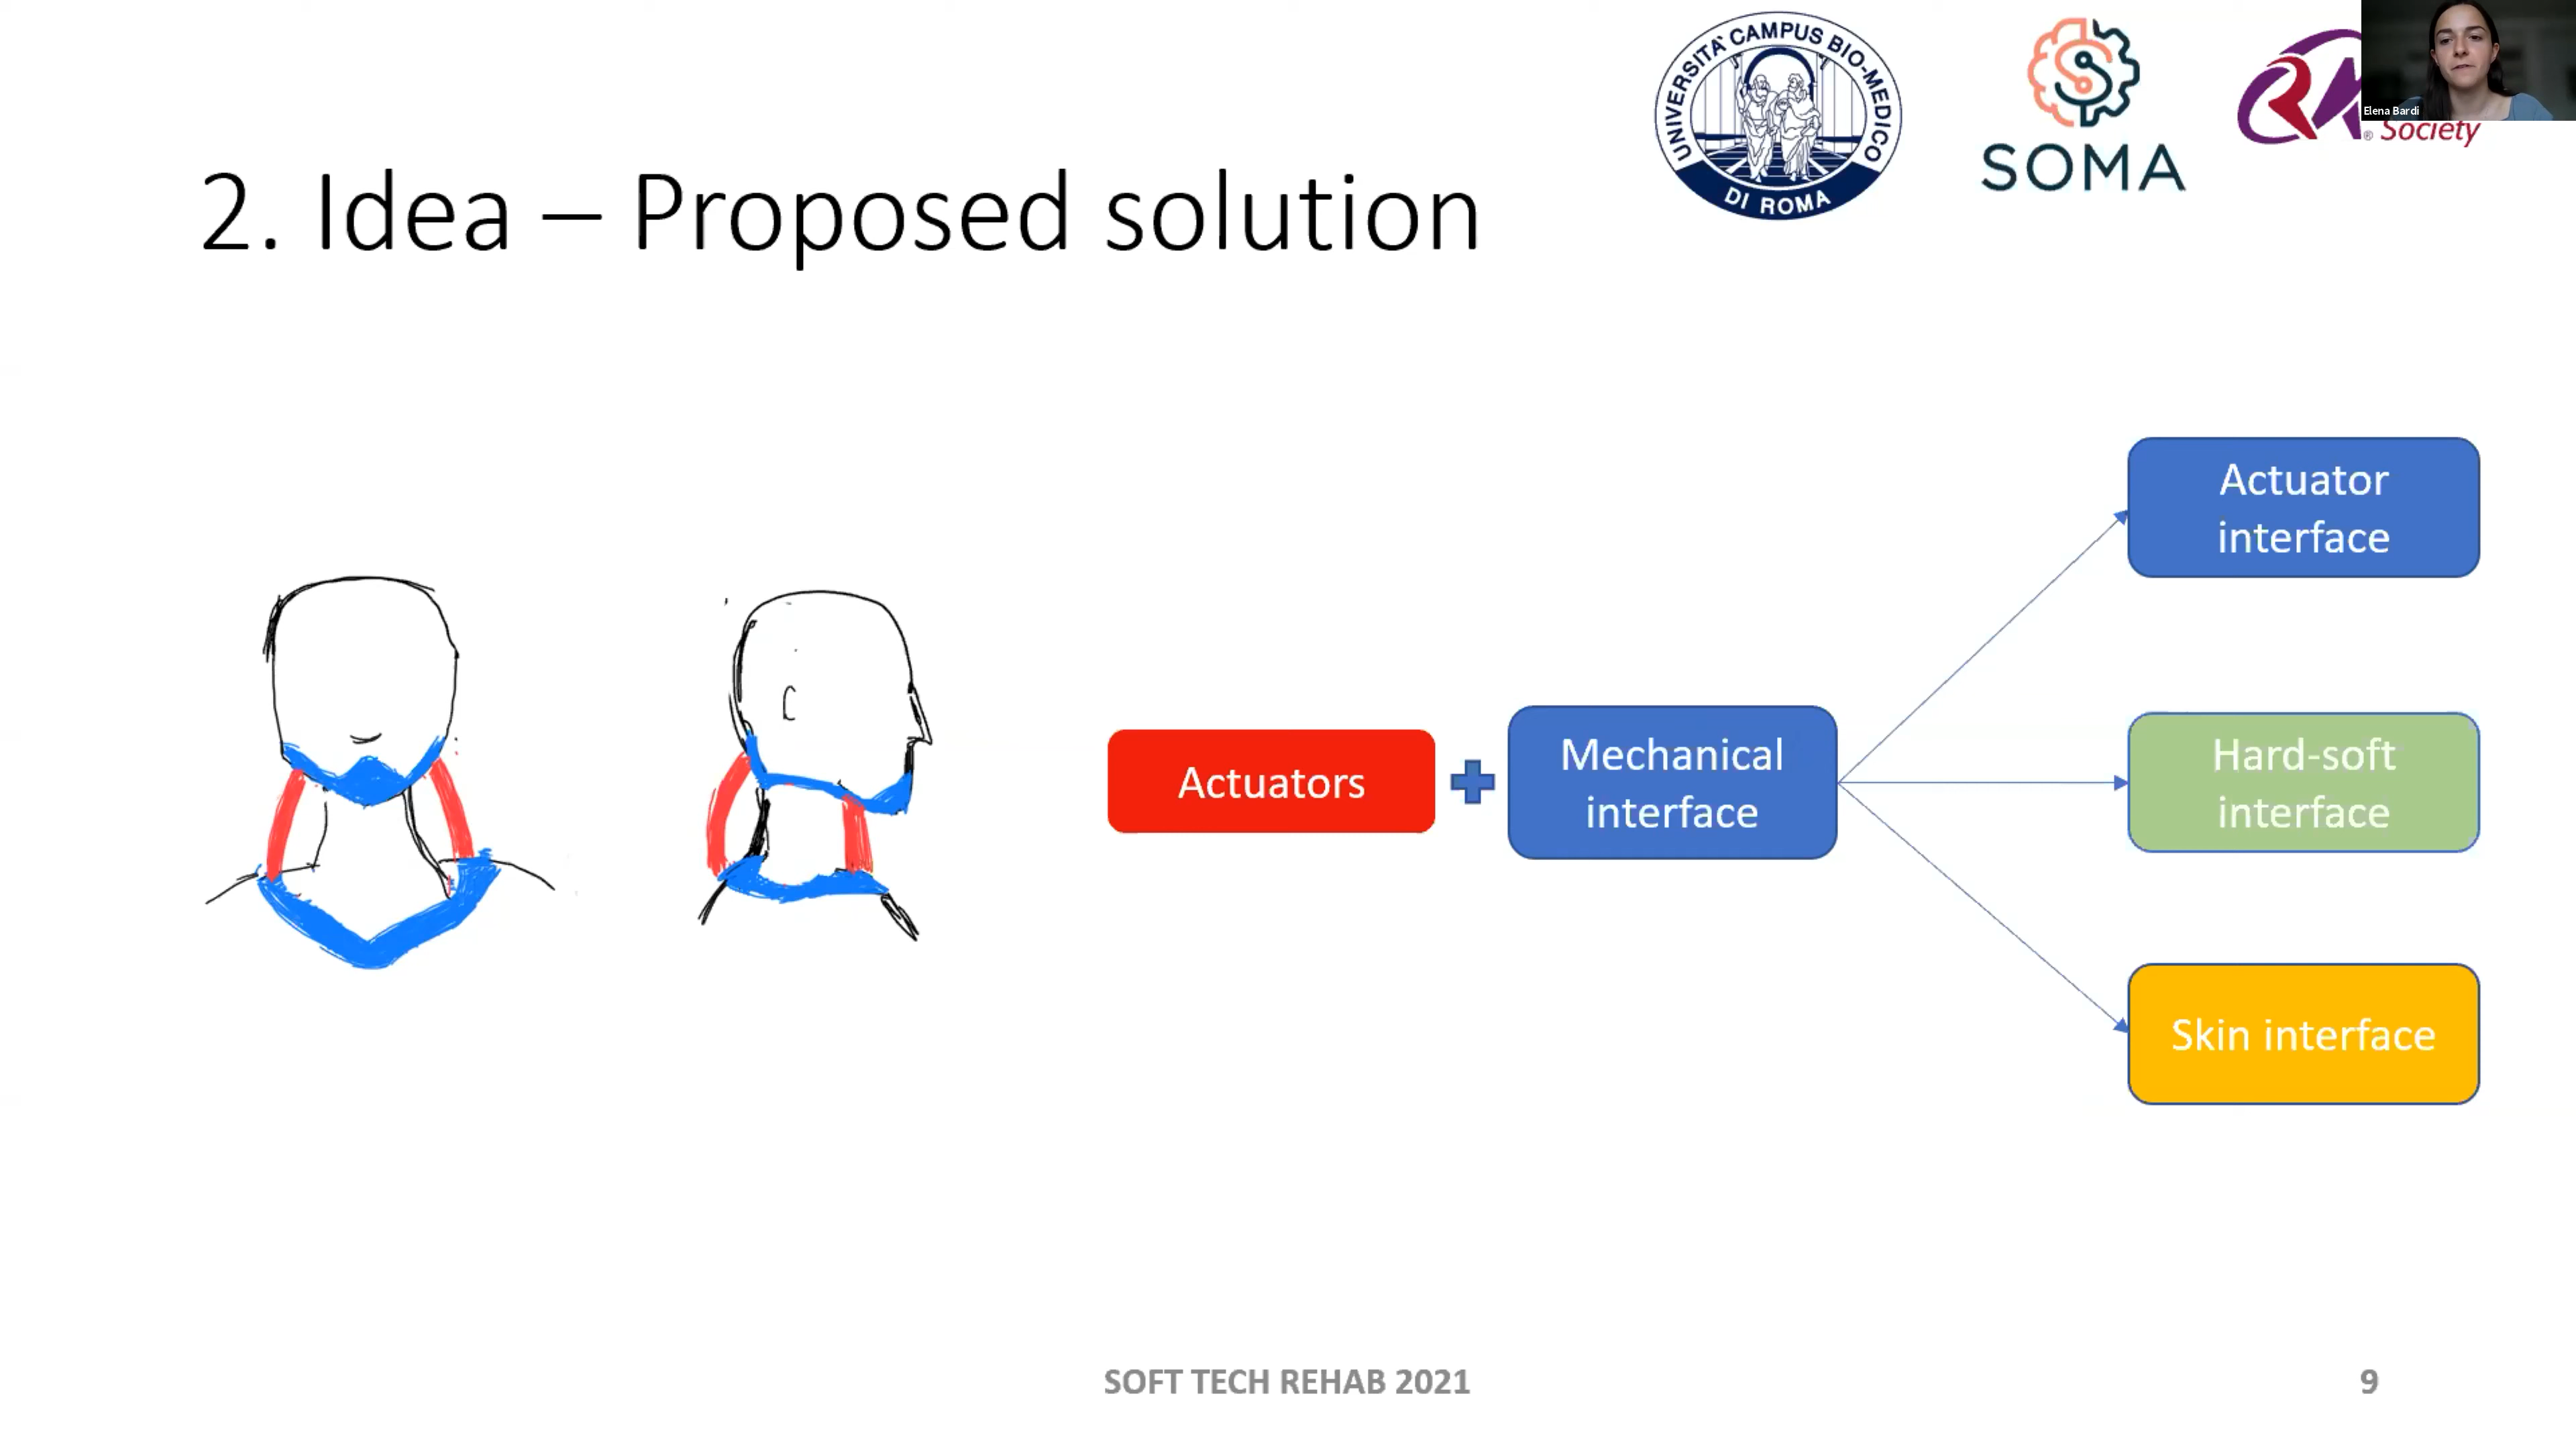 UNIVERSITA' CAMPUS BIO-MEDICO
DI ROMA
SOMA
® Society
Elena Bardi
2. Idea – Proposed solution
Actuators
Mechanical
interface
Actuator
interface
Hard-soft
interface
Skin interface
SOFT TECH REHAB 2021
9